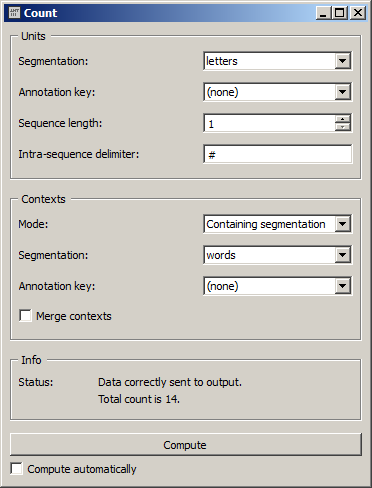 Count
Units
Segmentation: letters
Annotation key: (none)
Sequence length: 1
Intra-sequence delimiter: #
Contexts
Mode: Containing segmentation
Segmentation: words
Annotation key: (none)
Merge contexts
Info
Status: Data correctly sent to output.
Total count is 14.
Compute
Compute automatically